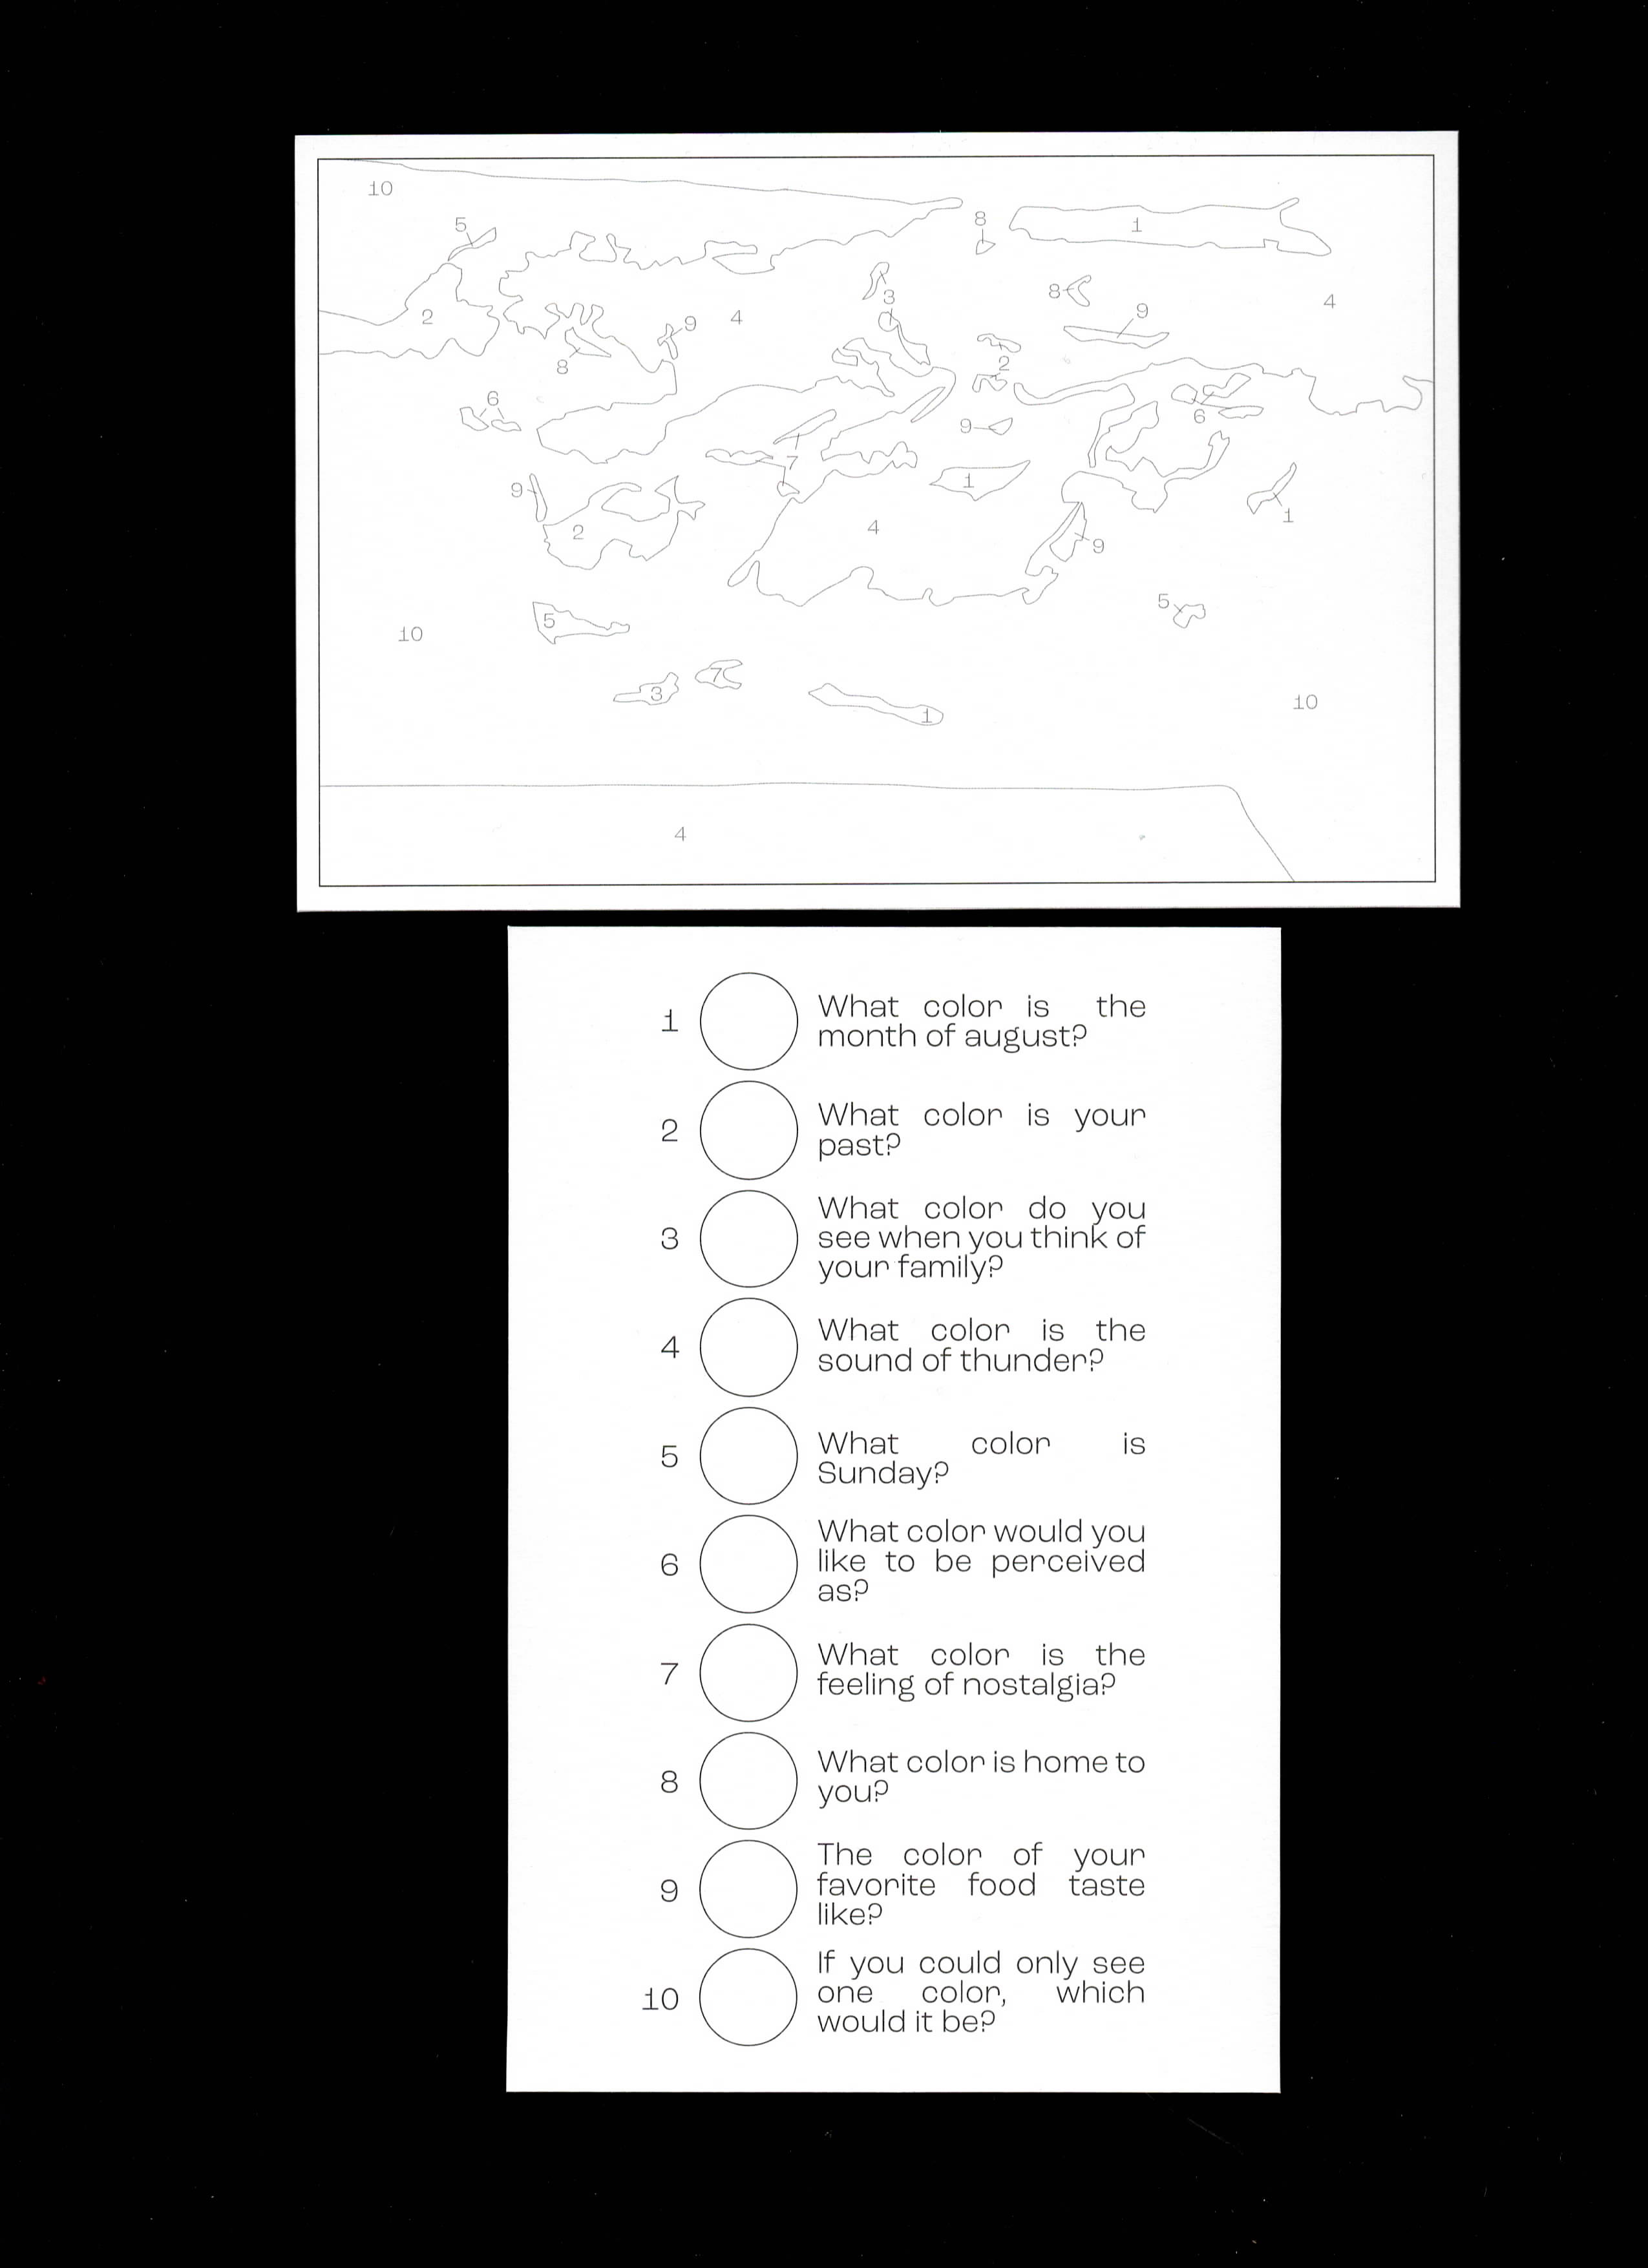 10
5
8
1
2
8
3
4
9
4
9
4
8
2
6
6
9
7
1
9
2
4
1
9
5
5
10
7
3
10
1
4
1 What color is the
month of august?
2 What color is your
past?
3 What color do you
see when you think of
your family?
4 What color is the
sound of thunder?
5 What color is
Sunday?
6 What color would you
like to be perceived
as?
7 What color is the
feeling of nostalgia?
8 What color is home to
you?
9 The color of your
favorite food taste
like?
10 If you could only see
one color, which
would it be?